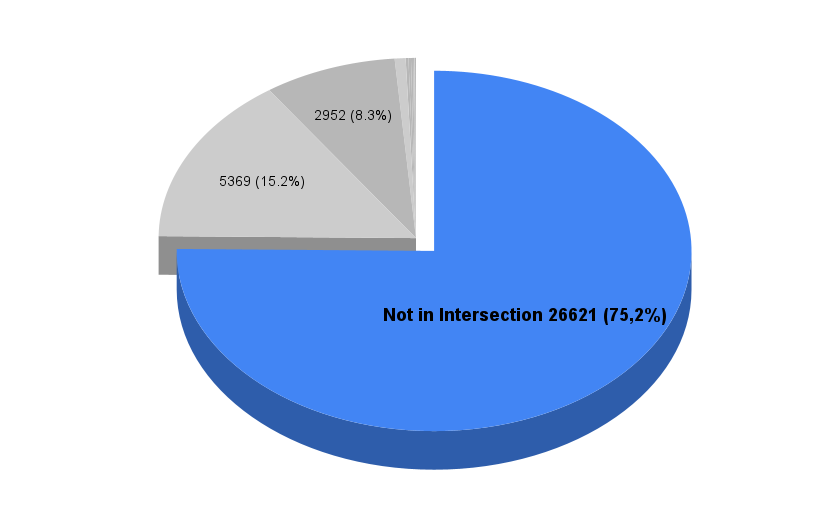 2952 (8.3%)
5369 (15.2%)
Not in Intersection 26621 (75,2%)